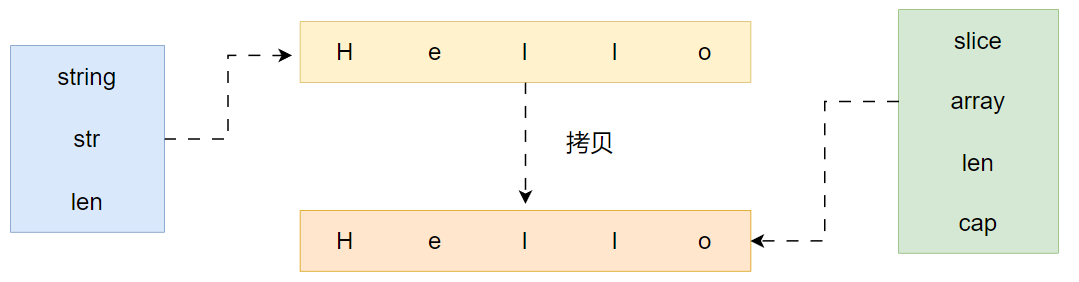 string
str
len
H e l l o
拷贝
H e l l o
slice
array
len
cap